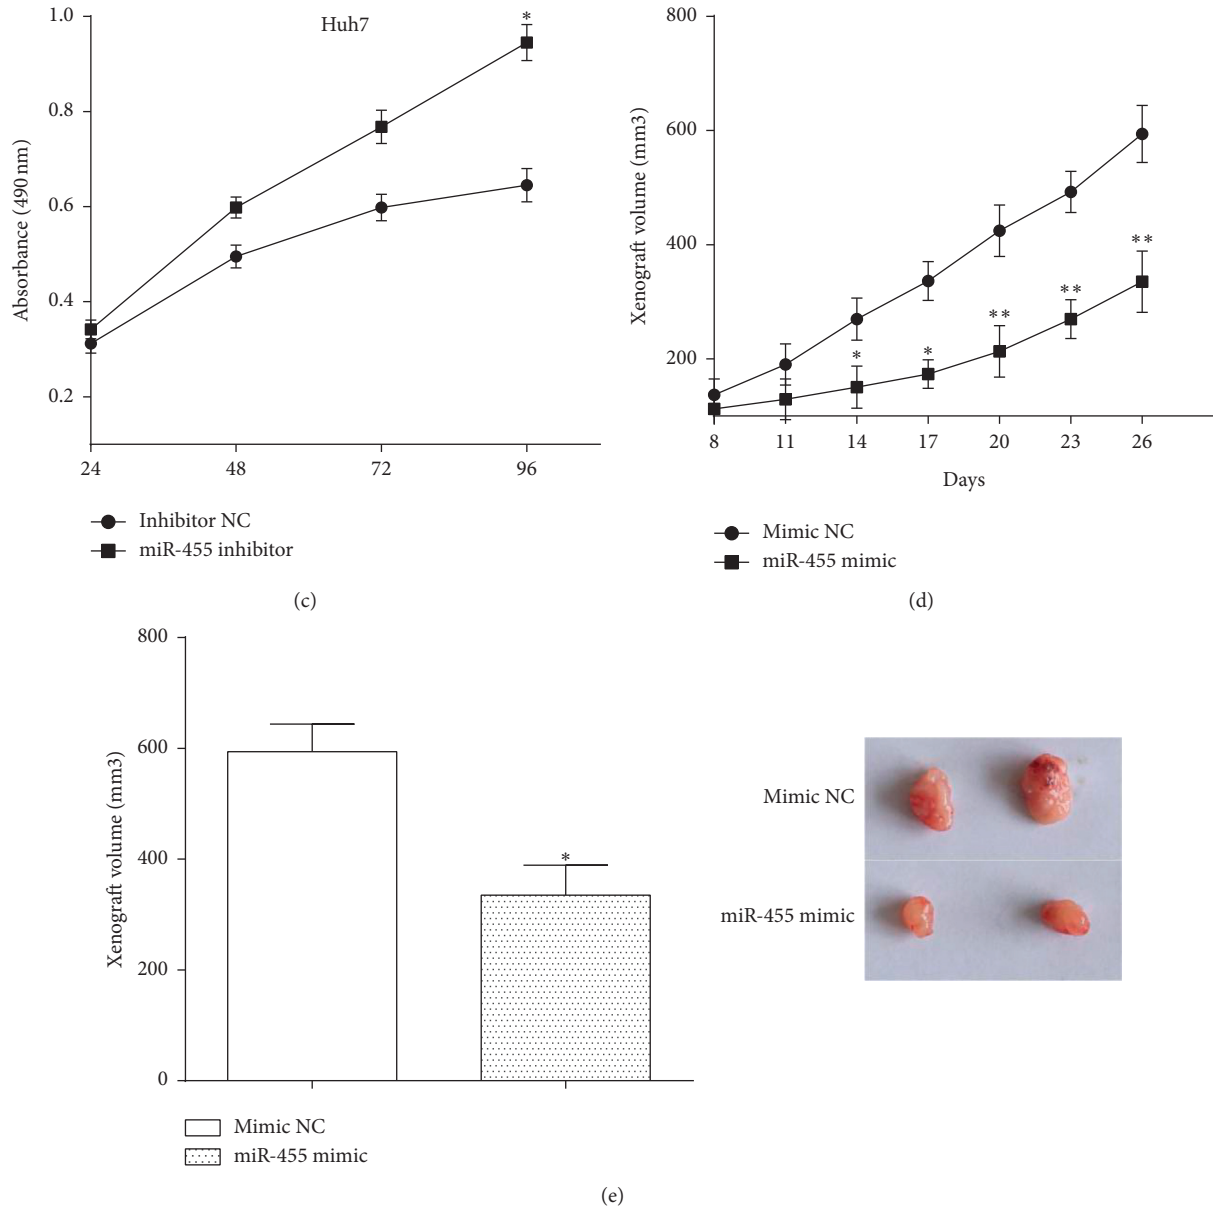 Huh7
Absorbance (490 nm)
1.0
0.8
0.6
0.4
0.2
24 48 72 96
*
Inhibitor NC
miR-455 inhibitor
(c)
Xenograft volume (mm3)
800
600
400
200
8 11 14 17 20 23 26
* * ** ** **
Days
Mimic NC
miR-455 mimic
(d)
Xenograft volume (mm3)
800
600
400
200
0
*
Mimic NC
miR-455 mimic
Mimic NC
miR-455 mimic
(e)